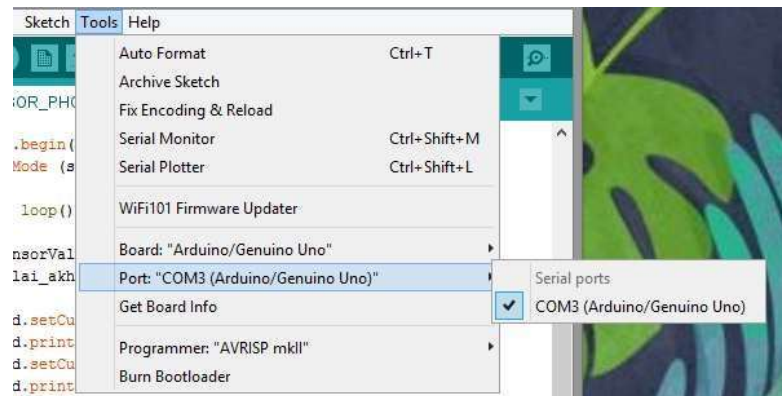 Sketch Tools Help
Auto Format Ctrl+T
Archive Sketch
Fix Encoding & Reload
Serial Monitor Ctrl+Shift+M
Serial Plotter Ctrl+Shift+L
WiFi101 Firmware Updater
Board: "Arduino/Genuino Uno"
Port: "COM3 (Arduino/Genuino Uno)"
Serial ports
COM3 (Arduino/Genuino Uno)
Get Board Info
Programmer: "AVRISP mkII"
Burn Bootloader
SOR_PHO
.begin(
Mode (s
loop()
nsorVal
lai_akh
d.setCu
d.print
d.setCu
d.print